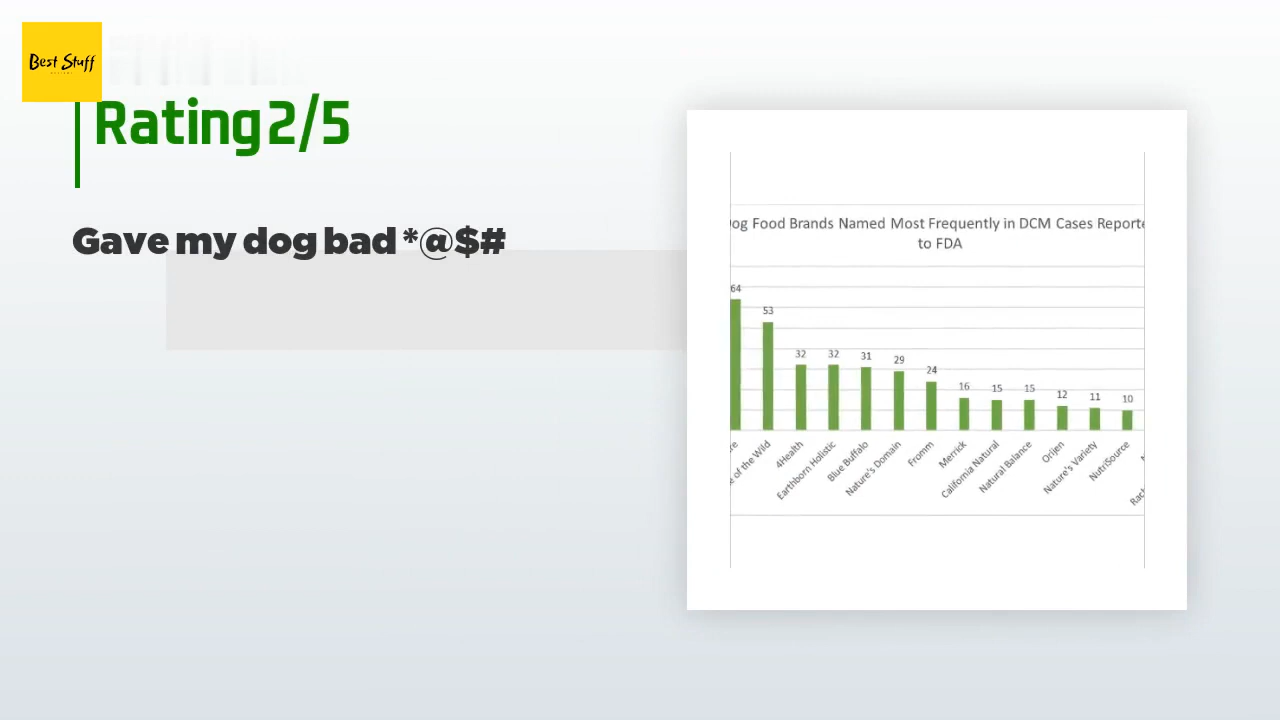 Best Stuff
Rating 2/5
Gave my dog bad *@$#
og Food Brands Named Most Frequently in DCM Cases Reporte
to FDA
64
53
32
32
31
29
24
16
15
15
12
11
10
re
e of the Wild
4Health
Earthborn Holistic
Blue Buffalo
Nature's Domain
Fromm
Merrick
California Natural
Natural Balance
Orijen
Nature's Variety
NutriSource
Rac